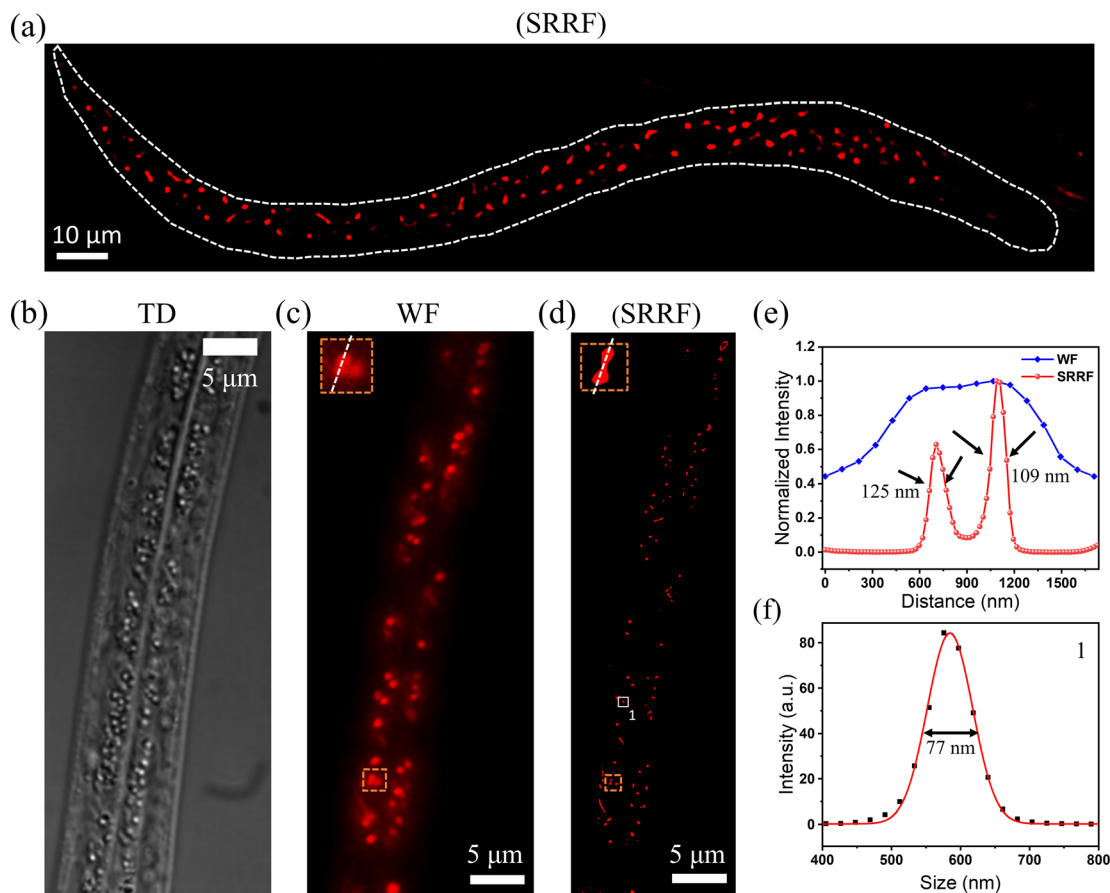 (a)
(SRRF)
10 μm
(b)
TD
5 μm
(c)
WF
5 μm
(d)
(SRRF)
1
5 μm
(e)
Normalized Intensity
1.2
1.0
0.8
0.6
0.4
0.2
0.0
WF
SRRF
125 nm
109 nm
0 300 600 900 1200 1500
Distance (nm)
(f)
Intensity (a.u.)
80
60
40
20
0
1
77 nm
400 500 600 700 800
Size (nm)